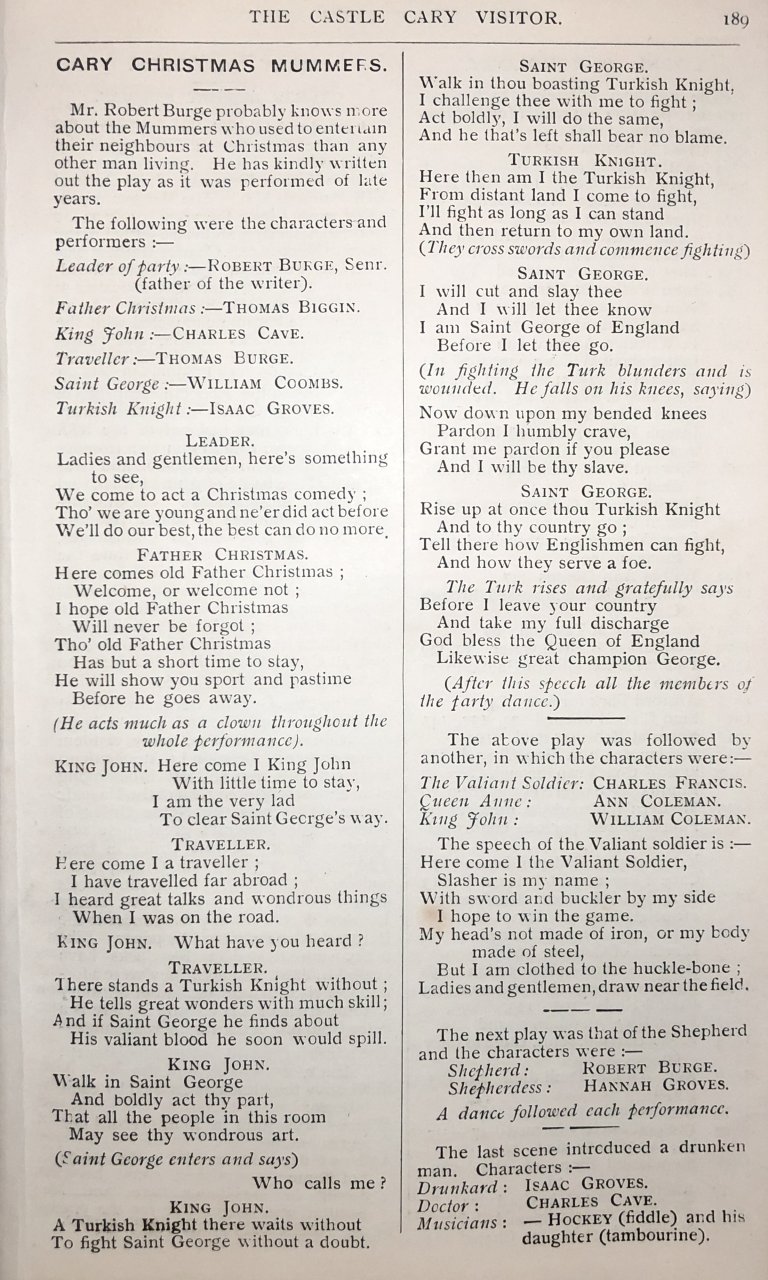 THE CASTLE CARY VISITOR. 189
CARY CHRISTMAS MUMMERS.
Mr. Robert Burge probably knows more
about the Mummers who used to entertain
their neighbours at Christmas than any
other man living. He has kindly written
out the play as it was performed of late
years.
The following were the characters and
performers :—
Leader of party :—ROBERT BURGE, Senr.
(father of the writer).
Father Christmas :—THOMAS BIGGIN.
King John :—CHARLES CAVE.
Traveller :—THOMAS BURGE.
Saint George :—WILLIAM COOMBS.
Turkish Knight :—ISAAC GROVES.
LEADER.
Ladies and gentlemen, here's something
to see,
We come to act a Christmas comedy ;
Tho' we are young and ne'er did act before
We'll do our best, the best can do no more.
FATHER CHRISTMAS.
Here comes old Father Christmas ;
Welcome, or welcome not ;
I hope old Father Christmas
Will never be forgot ;
Tho' old Father Christmas
Has but a short time to stay,
He will show you sport and pastime
Before he goes away.
(He acts much as a clown throughout the
whole performance).
KING JOHN. Here come I King John
With little time to stay,
I am the very lad
To clear Saint George's way.
TRAVELLER.
Here come I a traveller ;
I have travelled far abroad ;
I heard great talks and wondrous things
When I was on the road.
KING JOHN. What have you heard ?
TRAVELLER.
There stands a Turkish Knight without ;
He tells great wonders with much skill ;
And if Saint George he finds about
His valiant blood he soon would spill.
KING JOHN.
Walk in Saint George
And boldly act thy part,
That all the people in this room
May see thy wondrous art.
(Saint George enters and says)
Who calls me ?
KING JOHN.
A Turkish Knight there waits without
To fight Saint George without a doubt.
SAINT GEORGE.
Walk in thou boasting Turkish Knight,
I challenge thee with me to fight ;
Act boldly, I will do the same,
And he that's left shall bear no blame.
TURKISH KNIGHT.
Here then am I the Turkish Knight,
From distant land I come to fight,
I'll fight as long as I can stand
And then return to my own land.
(They cross swords and commence fighting)
SAINT GEORGE.
I will cut and slay thee
And I will let thee know
I am Saint George of England
Before I let thee go.
(In fighting the Turk blunders and is
wounded. He falls on his knees, saying)
Now down upon my bended knees
Pardon I humbly crave,
Grant me pardon if you please
And I will be thy slave.
SAINT GEORGE.
Rise up at once thou Turkish Knight
And to thy country go ;
Tell there how Englishmen can fight,
And how they serve a foe.
The Turk rises and gratefully says
Before I leave your country
And take my full discharge
God bless the Queen of England
Likewise great champion George.
(After this speech all the members of
the party dance.)
The above play was followed by
another, in which the characters were:—
The Valiant Soldier: CHARLES FRANCIS.
Queen Anne : ANN COLEMAN.
King John : WILLIAM COLEMAN.
The speech of the Valiant soldier is :—
Here come I the Valiant Soldier,
Slasher is my name ;
With sword and buckler by my side
I hope to win the game.
My head's not made of iron, or my body
made of steel,
But I am clothed to the huckle-bone ;
Ladies and gentlemen, draw near the field.
The next play was that of the Shepherd
and the characters were :—
Shepherd : ROBERT BURGE.
Shepherdess : HANNAH GROVES.
A dance followed each performance.
The last scene introduced a drunken
man. Characters :—
Drunkard : ISAAC GROVES.
Doctor : CHARLES CAVE.
Musicians : — HOCKEY (fiddle) and his
daughter (tambourine).